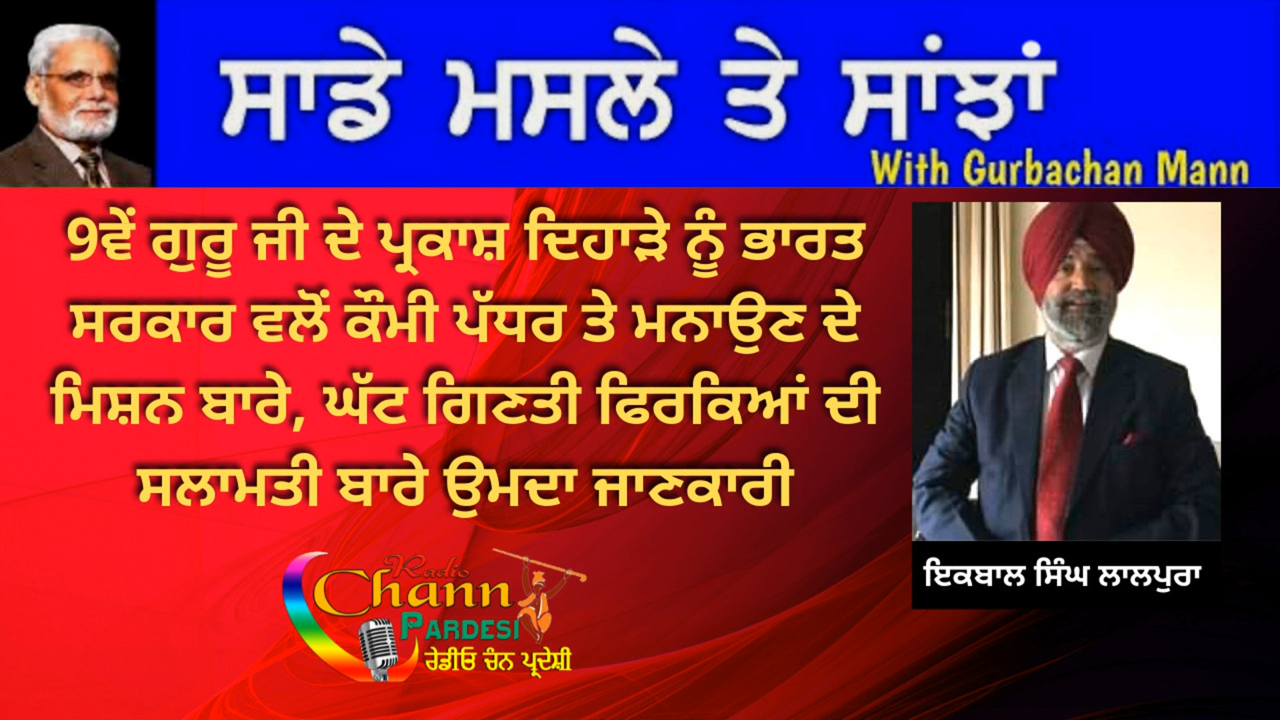 ਸਾਡੇ ਮਸਲੇ ਤੇ ਸਾਂਝਾਂ
With Gurbachan Mann
9ਵੇਂ ਗੁਰੂ ਜੀ ਦੇ ਪ੍ਰਕਾਸ਼ ਦਿਹਾੜੇ ਨੂੰ ਭਾਰਤ
ਸਰਕਾਰ ਵਲੋਂ ਕੌਮੀ ਪੱਧਰ ਤੇ ਮਨਾਉਣ ਦੇ
ਮਿਸ਼ਨ ਬਾਰੇ, ਘੱਟ ਗਿਣਤੀ ਫਿਰਕਿਆਂ ਦੀ
ਸਲਾਮਤੀ ਬਾਰੇ ਉਮਦਾ ਜਾਣਕਾਰੀ
ਇਕਬਾਲ ਸਿੰਘ ਲਾਲਪੁਰਾ
Radio
Chann
PARDESI
ਰੇਡੀਓ ਚੰਨ ਪ੍ਰਦੇਸ਼ੀ